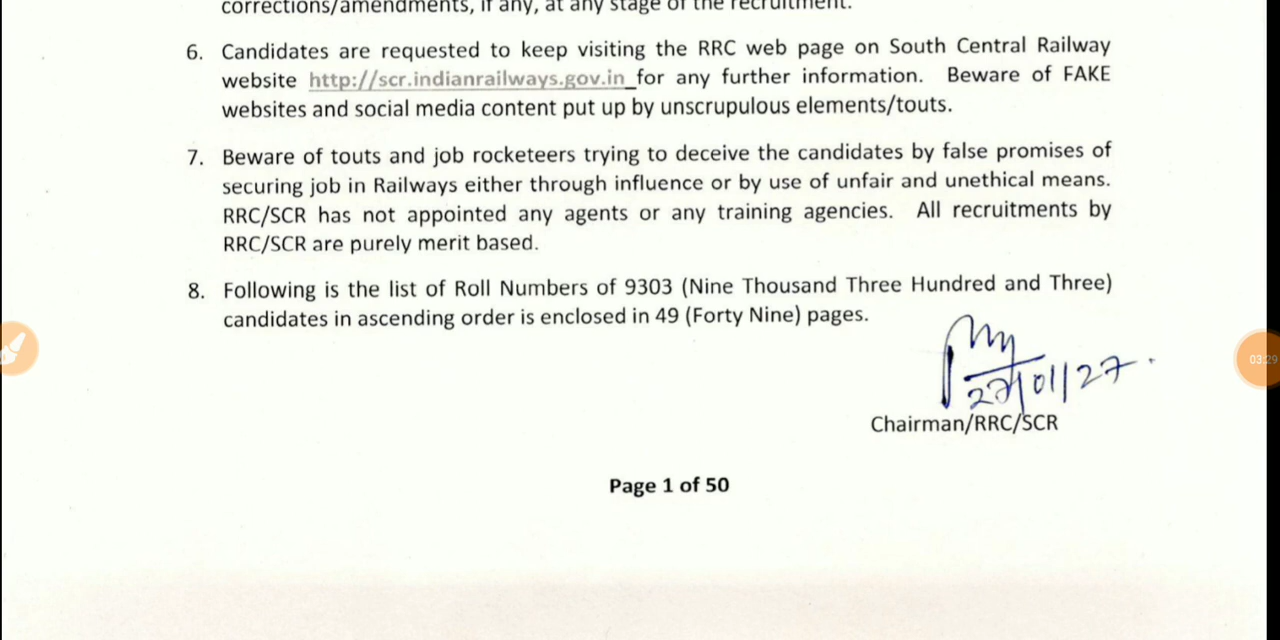 corrections/amendments, if any, at any stage of the recruitment.
6. Candidates are requested to keep visiting the RRC web page on South Central Railway
website http://scr.indianrailways.gov.in for any further information. Beware of FAKE
websites and social media content put up by unscrupulous elements/touts.
7. Beware of touts and job rocketeers trying to deceive the candidates by false promises of
securing job in Railways either through influence or by use of unfair and unethical means.
RRC/SCR has not appointed any agents or any training agencies. All recruitments by
RRC/SCR are purely merit based.
8. Following is the list of Roll Numbers of 9303 (Nine Thousand Three Hundred and Three)
candidates in ascending order is enclosed in 49 (Forty Nine) pages.
27/01/27
03:29
Chairman/RRC/SCR
Page 1 of 50